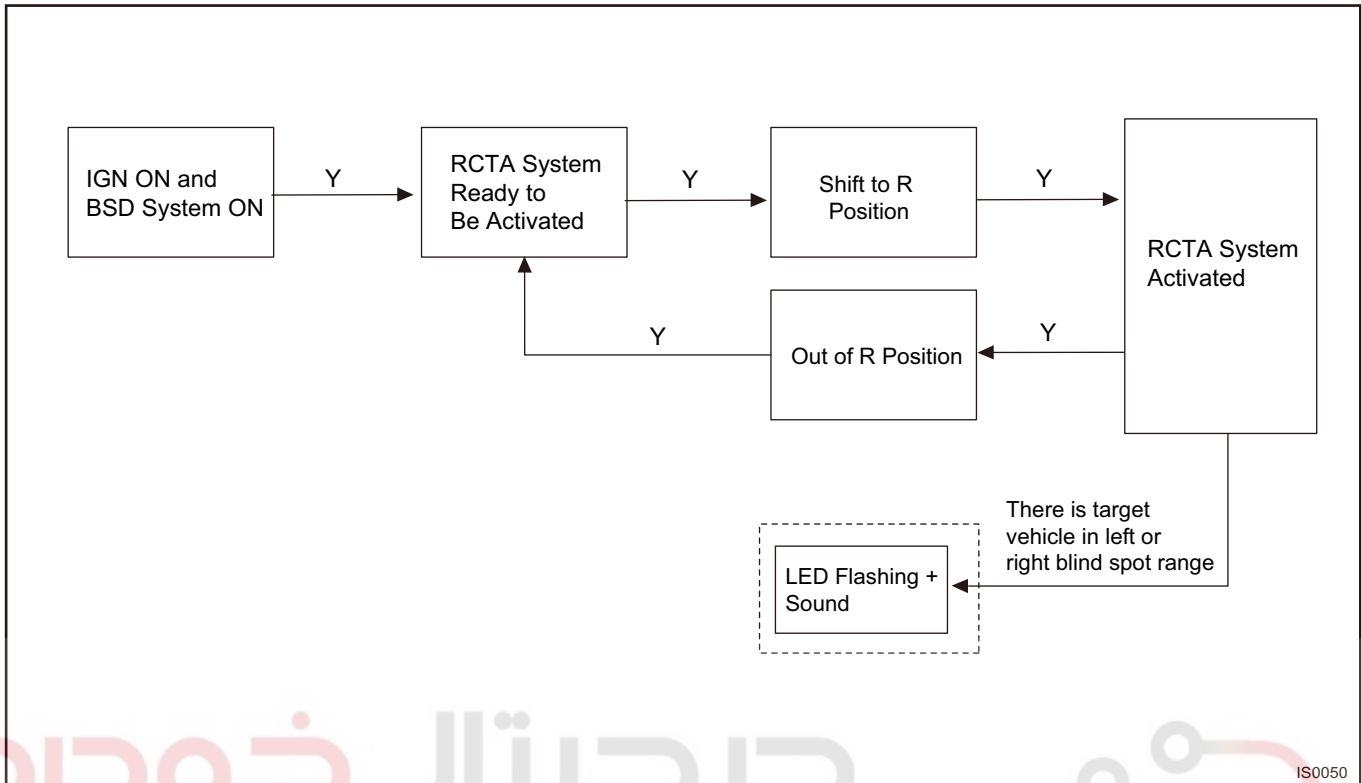 IGN ON and
BSD System ON
Y
RCTA System
Ready to
Be Activated
Y
Shift to R
Position
Y
RCTA System
Activated
Y
Out of R Position
Y
There is target
vehicle in left or
right blind spot range
LED Flashing +
Sound
IS0050